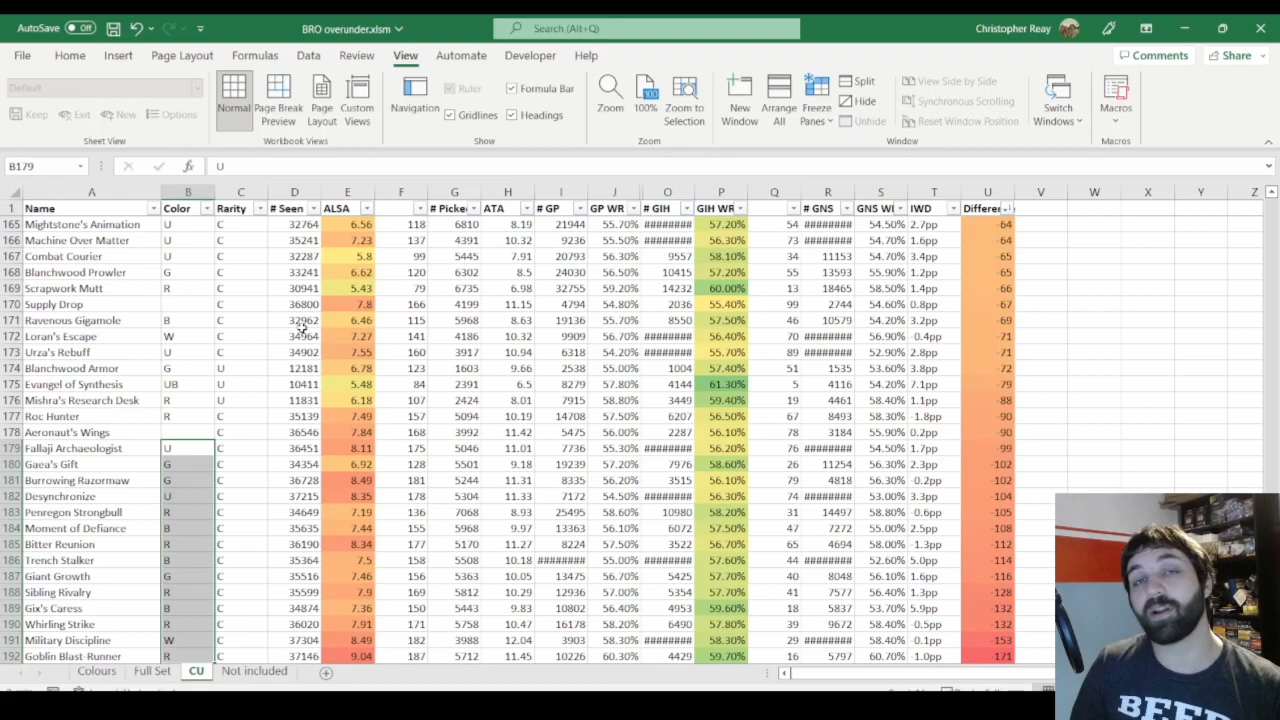 AutoSave Off BRO overunder.xlsm Search (Alt+Q) Christopher Reay
File Home Insert Page Layout Formulas Data Review View Automate Developer Help Comments Share
Default
Keep Exit New Options
Normal Page Break Preview Page Layout Custom Views
Navigation Ruler Formula Bar Gridlines Headings
Zoom 100% Zoom to Selection
New Window Arrange All Freeze Panes Split Hide Unhide
View Side by Side
Synchronous Scrolling
Reset Window Position
Switch Windows Macros
Sheet View Workbook Views Show Zoom Window Macros
B179 fx U
A B C D E F G H I J O P Q R S T U V W X Y Z
1 Name Color Rarity # Seen ALSA # Picke ATA # GP GP WR # GIH GIH WR # GNS GNS WI IWD Differen
165 Mightstone's Animation U C 32764 6.56 118 6810 8.19 21944 55.70% ######## 57.20% 54 ######## 54.50% 2.7pp -64
166 Machine Over Matter U C 35241 7.23 137 4391 10.32 9236 55.50% ######## 56.30% 73 ######## 54.70% 1.6pp -64
167 Combat Courier U C 32287 5.8 99 5445 7.91 20793 56.30% 9557 58.10% 34 11153 54.70% 3.4pp -65
168 Blanchwood Prowler G C 33241 6.62 120 6302 8.5 24030 56.50% 10415 57.20% 55 13593 55.90% 1.2pp -65
169 Scrapwork Mutt R C 30941 5.43 79 6735 6.98 32755 59.20% 14232 60.00% 13 18465 58.50% 1.4pp -66
170 Supply Drop C 36800 7.8 166 4199 11.15 4794 54.80% 2036 55.40% 99 2744 54.60% 0.8pp -67
171 Ravenous Gigamole B C 32962 6.46 115 5968 8.63 19136 55.70% 8550 57.50% 46 10579 54.20% 3.2pp -69
172 Loran's Escape W C 34964 7.27 141 4186 10.32 9909 56.70% ######## 56.40% 70 ######## 56.90% -0.4pp -71
173 Urza's Rebuff U C 34902 7.55 160 3917 10.94 6318 54.20% ######## 55.70% 89 ######## 52.90% 2.8pp -71
174 Blanchwood Armor G U 12181 6.78 123 1603 9.66 2538 55.00% 1004 57.40% 51 1535 53.60% 3.8pp -72
175 Evangel of Synthesis UB U 10411 5.48 84 2391 6.5 8279 57.80% 4144 61.30% 5 4116 54.20% 7.1pp -79
176 Mishra's Research Desk R U 11831 6.18 107 2424 8.01 7915 58.80% 3449 59.40% 19 4461 58.40% 1.1pp -88
177 Roc Hunter R C 35139 7.49 157 5094 10.19 14708 57.50% 6207 56.50% 67 8493 58.30% -1.8pp -90
178 Aeronaut's Wings C 36546 7.84 168 3992 11.42 5475 56.00% 2287 56.10% 78 3184 55.90% 0.2pp -90
179 Fallaji Archaeologist U C 36451 8.11 175 5046 11.01 7736 55.30% ######## 56.20% 76 ######## 54.50% 1.7pp -99
180 Gaea's Gift G C 34354 6.92 128 5501 9.18 19239 57.20% 7976 58.60% 26 11254 56.30% 2.3pp -102
181 Burrowing Razormaw G C 36728 8.49 181 5244 11.31 8335 56.20% 3515 56.10% 79 4818 56.30% -0.2pp -102
182 Desynchronize U C 37215 8.35 178 5304 11.33 7172 54.50% ######## 56.30% 74 ######## 53.00% 3.3pp -104
183 Penregon Strongbull R C 34649 7.19 136 7068 8.93 25495 58.60% 10980 58.20% 31 14497 58.80% -0.6pp -105
184 Moment of Defiance B C 35635 7.44 155 5968 9.97 13363 56.10% 6072 57.50% 47 7272 55.00% 2.5pp -108
185 Bitter Reunion R C 36190 8.34 177 5170 11.27 8224 57.50% 3522 56.70% 65 4694 58.00% -1.3pp -112
186 Trench Stalker B C 35364 7.5 158 5508 10.18 ######## 55.70% ######## 57.60% 44 ######## 52.60% 5.0pp -114
187 Giant Growth G C 35516 7.46 156 5363 10.05 13475 56.70% 5425 57.70% 40 8048 56.10% 1.6pp -116
188 Sibling Rivalry R C 35599 7.9 169 5812 10.29 12936 57.00% 5354 57.70% 41 7577 56.40% 1.3pp -128
189 Gix's Caress B C 34874 7.36 150 5443 9.83 10802 56.40% 4953 59.60% 18 5837 53.70% 5.9pp -132
190 Whirling Strike R C 36020 7.91 171 5758 10.47 16178 58.20% 6490 57.80% 39 9672 58.40% -0.5pp -132
191 Military Discipline W C 37304 8.49 182 3988 12.04 3903 58.30% ######## 58.30% 29 ######## 58.40% -0.1pp -153
192 Goblin Blast-Runner R C 37146 9.04 187 5712 11.45 10226 60.30% 4429 59.70% 16 5797 60.70% -1.0pp -171
Colours Full Set CU Not included
BEER